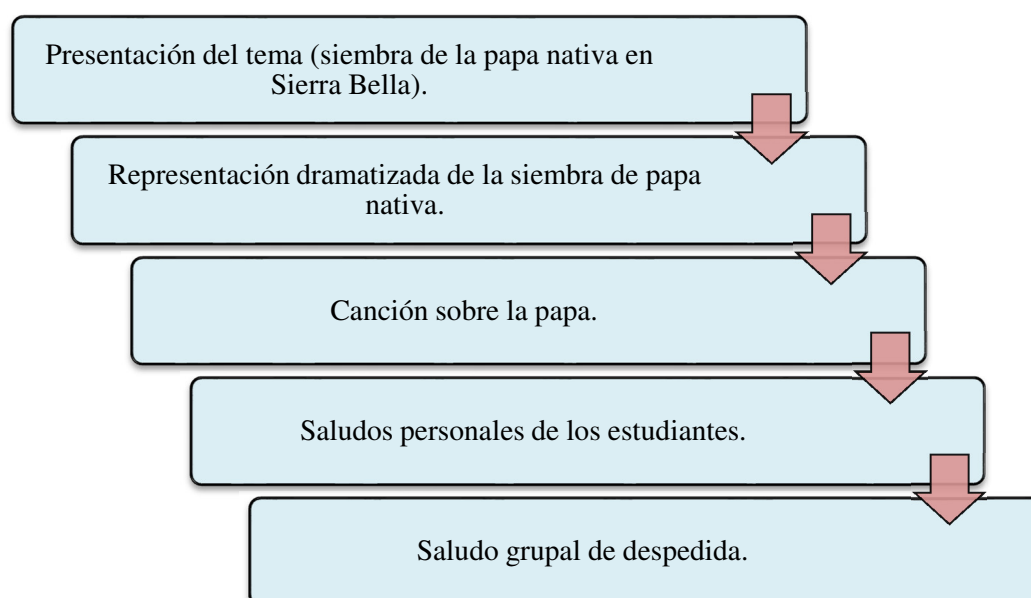 Presentación del tema (siembra de la papa nativa en
Sierra Bella).
Representación dramatizada de la siembra de papa
nativa.
Canción sobre la papa.
Saludos personales de los estudiantes.
Saludo grupal de despedida.